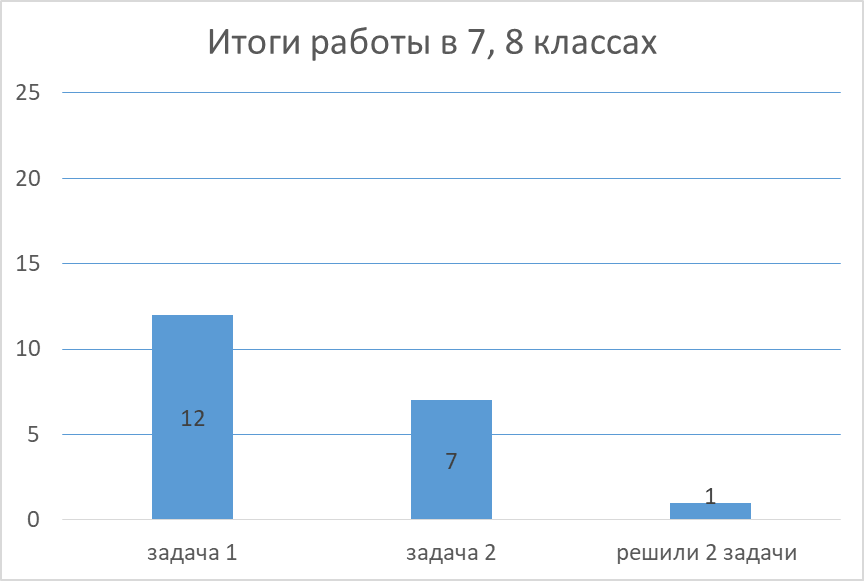 Итоги работы в 7, 8 классах
25
20
15
10
5
0
12
7
1
задача 1
задача 2
решили 2 задачи